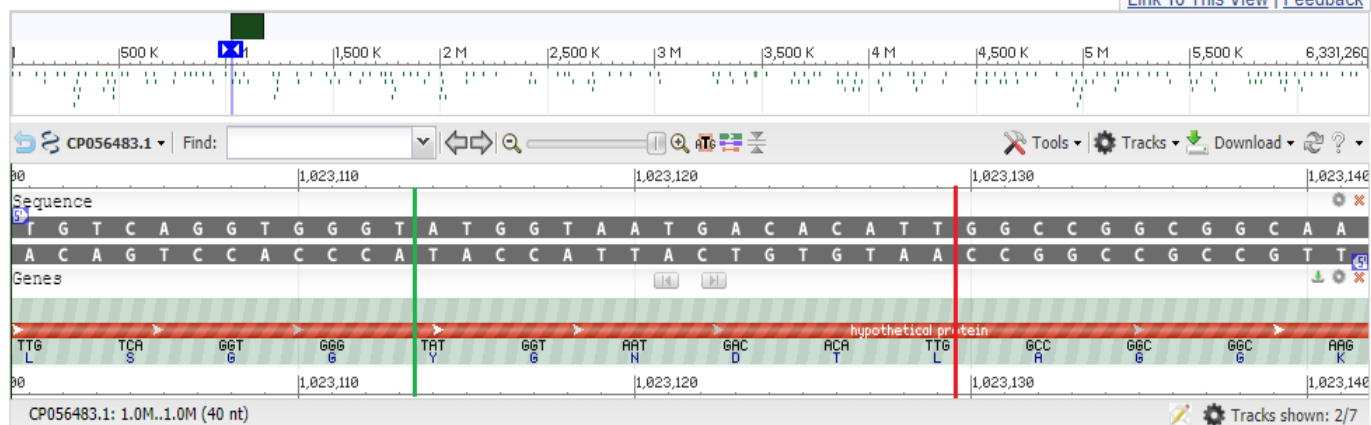 Link To This View | Feedback
1 500 K 1 M 1,500 K 2 M 2,500 K 3 M 3,500 K 4 M 4,500 K 5 M 5,500 K 6,331,260
CP056483.1 Find: ATG Tools Tracks Download ?
00 1,023,110 1,023,120 1,023,130 1,023,140
Sequence
5'
T G T C A G G T G G G T A T G G T A A T G A C A C A T T G G C C G G C G G C A A
A C A G T C C A C C C A T A C C A T T A C T G T G T A A C C G G C C G C C G T T
5'
Genes
hypothetical protein
TTG TCA GGT GGG TAT GGT AAT GAC ACA TTG GCC GGC GGC AAG
L S G G Y G N D T L A G G K
00 1,023,110 1,023,120 1,023,130 1,023,140
CP056483.1: 1.0M..1.0M (40 nt) Tracks shown: 2/7